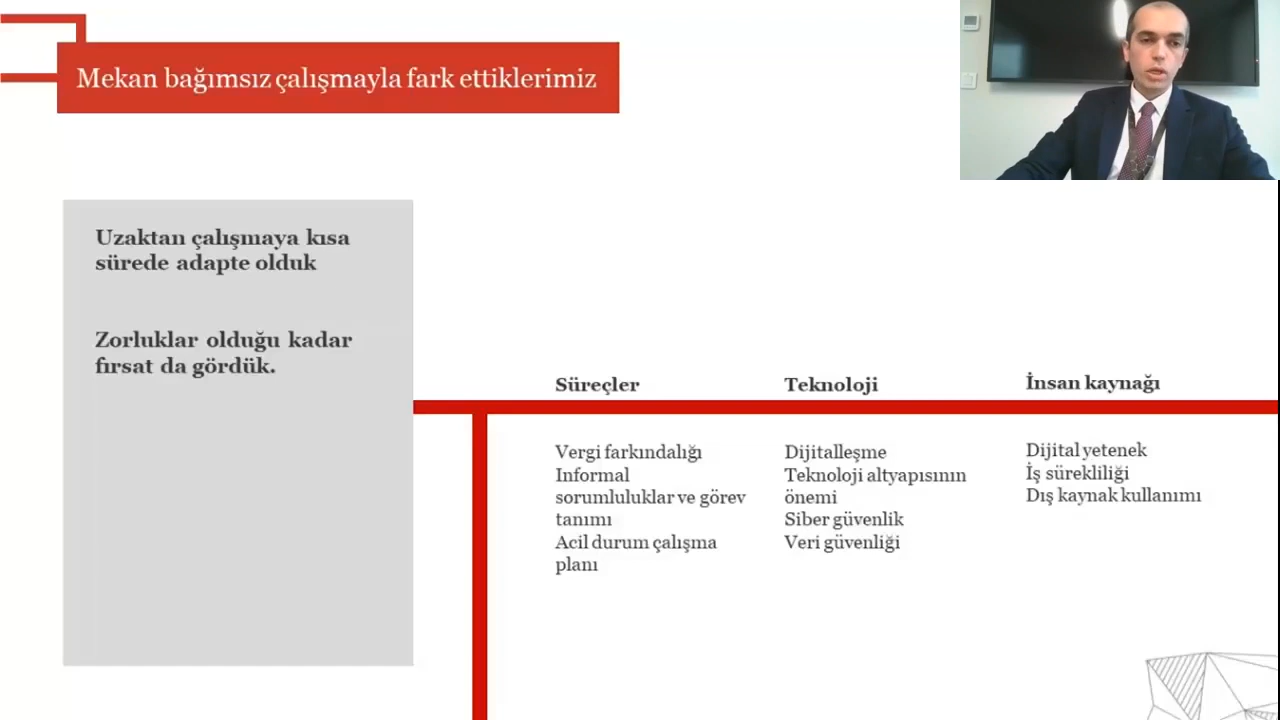 Mekan bağımsız çalışmayla fark ettiklerimiz
Uzaktan çalışmaya kısa
sürede adapte olduk
Zorluklar olduğu kadar
fırsat da gördük.
Süreçler
Vergi farkındalığı
Informal
sorumluluklar ve görev
tanımı
Acil durum çalışma
planı
Teknoloji
Dijitalleşme
Teknoloji altyapısının
önemi
Siber güvenlik
Veri güvenliği
İnsan kaynağı
Dijital yetenek
İş sürekliliği
Dış kaynak kullanımı